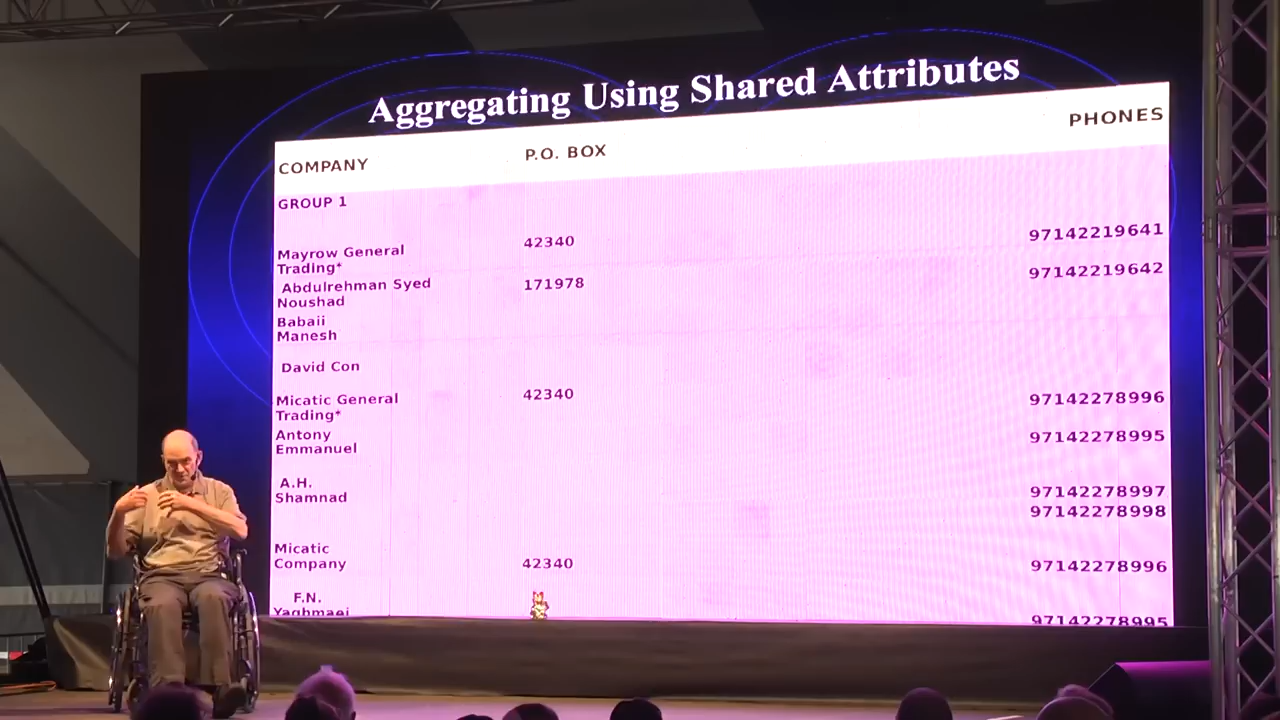 Aggregating Using Shared Attributes
COMPANY P.O. BOX PHONES
GROUP 1
Mayrow General 42340 97142219641
Trading*
Abdulrehman Syed 171978 97142219642
Noushad
Babaii
Manesh
David Con
Micatic General 42340 97142278996
Trading*
Antony 97142278995
Emmanuel
A.H. 97142278997
Shamnad 97142278998
Micatic
Company 42340 97142278996
F.N.
Yaghmaei 97142278995